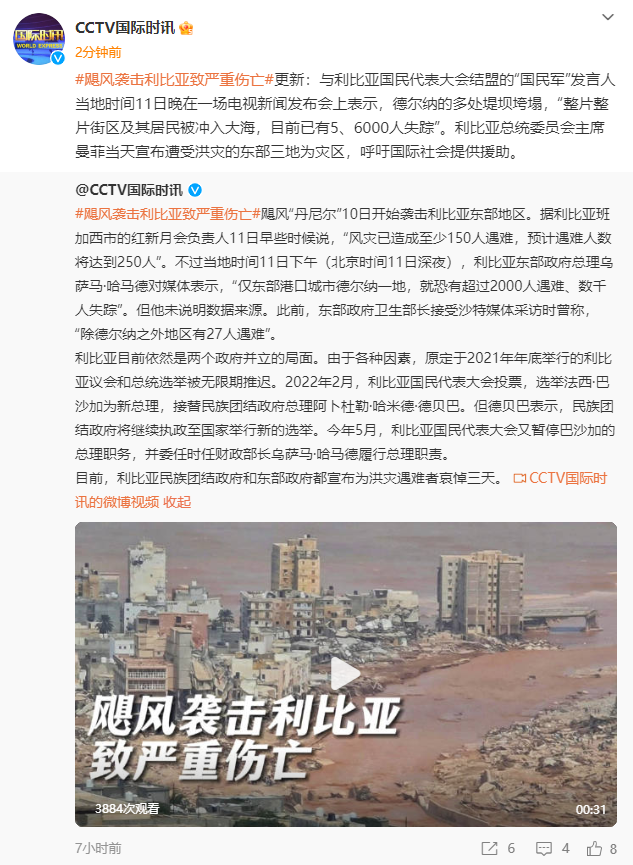 国际时讯
WORLD EXPRESS
CCTV国际时讯
2分钟前
#飓风袭击利比亚致严重伤亡#更新：与利比亚国民代表大会结盟的“国民军”发言人
当地时间11日晚在一场电视新闻发布会上表示，德尔纳的多处堤坝垮塌，“整片整
片街区及其居民被冲入大海，目前已有5、6000人失踪”。利比亚总统委员会主席
曼菲当天宣布遭受洪灾的东部三地为灾区，呼吁国际社会提供援助。
@CCTV国际时讯
#飓风袭击利比亚致严重伤亡#飓风“丹尼尔”10日开始袭击利比亚东部地区。据利比亚班
加西市的红新月会负责人11日早些时候说，“风灾已造成至少150人遇难，预计遇难人数
将达到250人”。不过当地时间11日下午（北京时间11日深夜），利比亚东部政府总理乌
萨马·哈马德对媒体表示，“仅东部港口城市德尔纳一地，就恐有超过2000人遇难、数千
人失踪”。但他未说明数据来源。此前，东部政府卫生部长接受沙特媒体采访时曾称，
“除德尔纳之外地区有27人遇难”。
利比亚目前依然是两个政府并立的局面。由于各种因素，原定于2021年年底举行的利比
亚议会和总统选举被无限期推迟。2022年2月，利比亚国民代表大会投票，选举法西·巴
沙加为新总理，接替民族团结政府总理阿卜杜勒·哈米德·德贝巴。但德贝巴表示，民族团
结政府将继续执政至国家举行新的选举。今年5月，利比亚国民代表大会又暂停巴沙加的
总理职务，并委任时任财政部长乌萨马·哈马德履行总理职责。
目前，利比亚民族团结政府和东部政府都宣布为洪灾遇难者哀悼三天。 CCTV国际时
讯的微博视频 收起
飓风袭击利比亚
致严重伤亡
3884次观看
00:31
7小时前
6
4
8